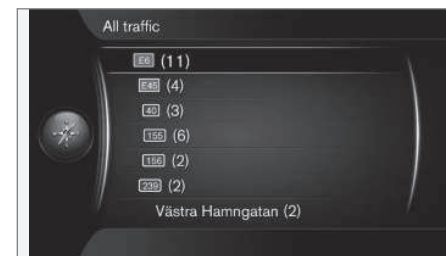 All traffic
E6 (11)
E45 (4)
40 (3)
155 (6)
156 (2)
239 (2)
Västra Hamngatan (2)